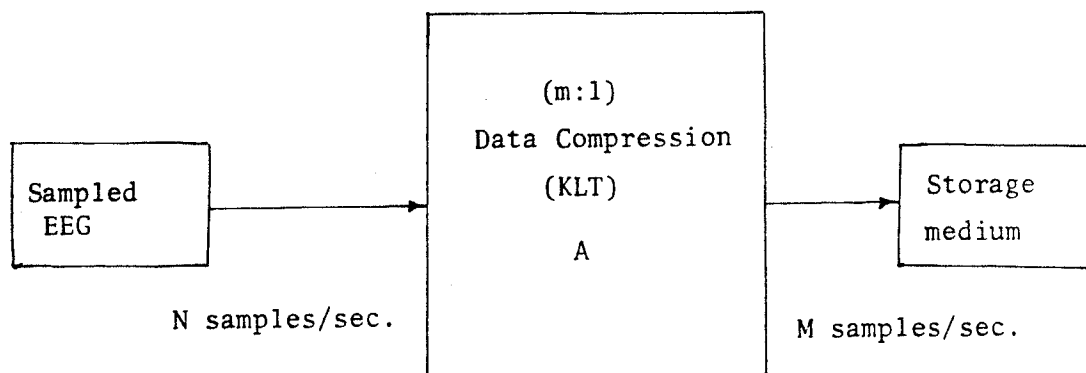 Sampled
EEG
N samples/sec.
(m:1)
Data Compression
(KLT)
A
M samples/sec.
Storage
medium